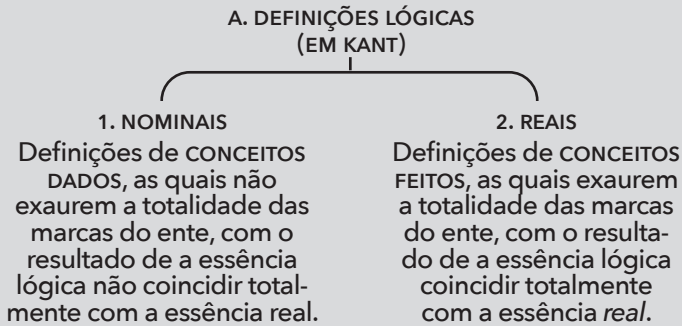 A. DEFINIÇÕES LÓGICAS
(EM KANT)
1. NOMINAIS
Definições de CONCEITOS
DADOS, as quais não
exaurem a totalidade das
marcas do ente, com o
resultado de a essência
lógica não coincidir total-
mente com a essência real.
2. REAIS
Definições de CONCEITOS
FEITOS, as quais exaurem
a totalidade das marcas
do ente, com o resulta-
do de a essência lógica
coincidir totalmente
com a essência real.